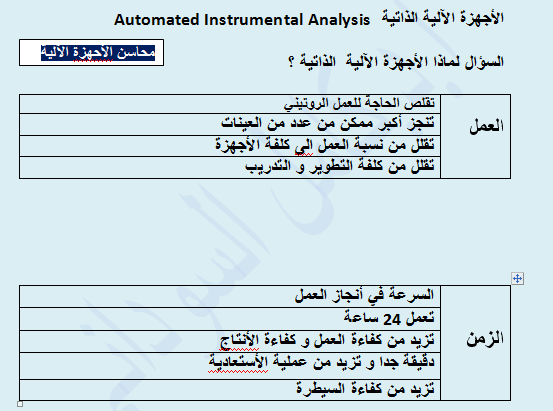 الأجهزة الآلية الذاتية Automated Instrumental Analysis
محاسن الأجهزة الآلية
السؤال لماذا الأجهزة الآلية الذاتية ؟
العمل
تقلص الحاجة للعمل الروتيني
تنجز أكبر ممكن من عدد من العينات
تقلل من نسبة العمل إلى كلفة الأجهزة
تقلل من كلفة التطوير و التدريب
الزمن
السرعة في أنجاز العمل
تعمل 24 ساعة
تزيد من كفاءة العمل و كفاءة الأنتاج
دقيقة جدا و تزيد من عملية الأستعادية
تزيد من كفاءة السيطرة